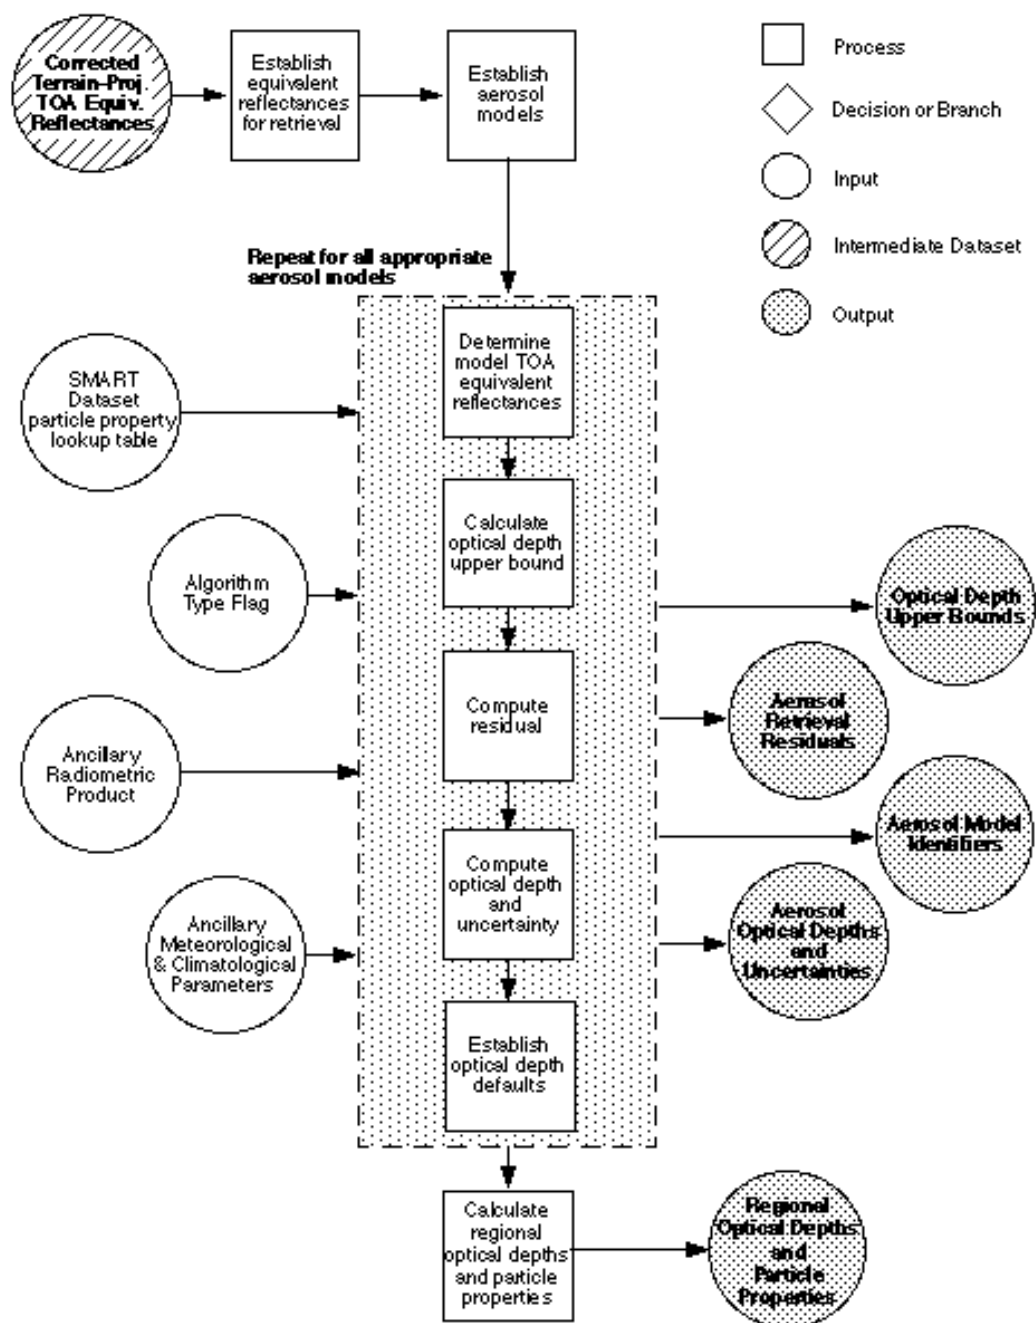 Corrected
Terrain-Proj.
TOA Equiv.
Reflectances
Establish
equivalent
reflectances
for retrieval
Establish
aerosol
models
Process
Decision or Branch
Input
Intermediate Dataset
Output
Repeat for all appropriate
aerosol models
SMART
Dataset
particle property
lookup table
Determine
model TOA
equivalent
reflectances
Algorithm
Type Flag
Calculate
optical depth
upper bound
Optical Depth
Upper Bounds
Ancillary
Radiometric
Product
Compute
residual
Aerosol
Retrieval
Residuals
Aerosol Model
Identifiers
Ancillary
Meteorological
& Climatological
Parameters
Compute
optical depth
and
uncertainty
Aerosol
Optical Depths
and
Uncertainties
Establish
optical depth
defaults
Calculate
regional
optical depths
and particle
properties
Regional
Optical Depths
and
Particle
Properties